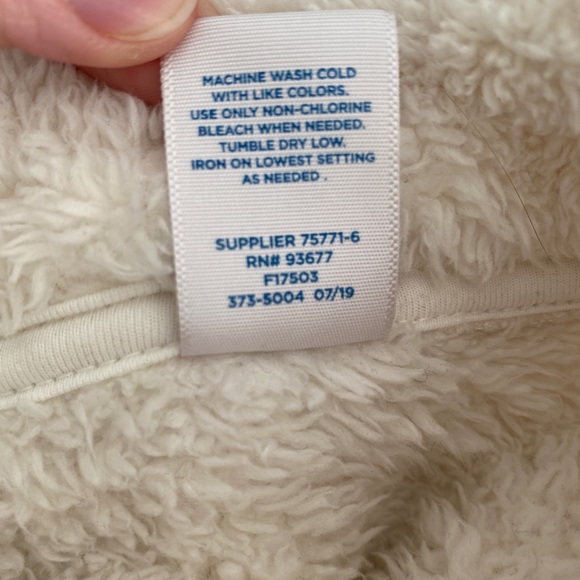 MACHINE WASH COLD
WITH LIKE COLORS.
USE ONLY NON-CHLORINE
BLEACH WHEN NEEDED.
TUMBLE DRY LOW.
IRON ON LOWEST SETTING
AS NEEDED .
SUPPLIER 75771-6
RN# 93677
F17503
373-5004 07/19